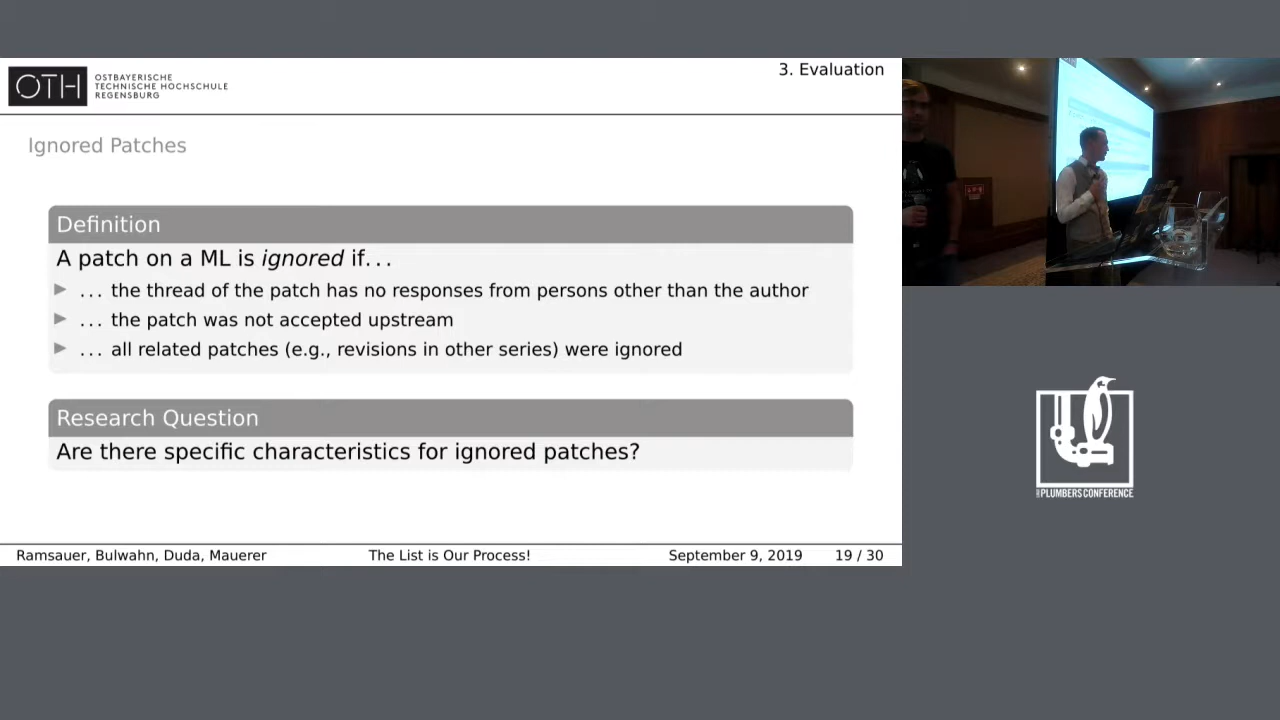 OTH
OSTBAYERISCHE
TECHNISCHE HOCHSCHULE
REGENSBURG
3. Evaluation
Ignored Patches
Definition
A patch on a ML is ignored if...
▶ ... the thread of the patch has no responses from persons other than the author
▶ ... the patch was not accepted upstream
▶ ... all related patches (e.g., revisions in other series) were ignored
Research Question
Are there specific characteristics for ignored patches?
Ramsauer, Bulwahn, Duda, Mauerer The List is Our Process! September 9, 2019 19 / 30
PLUMBERS CONFERENCE